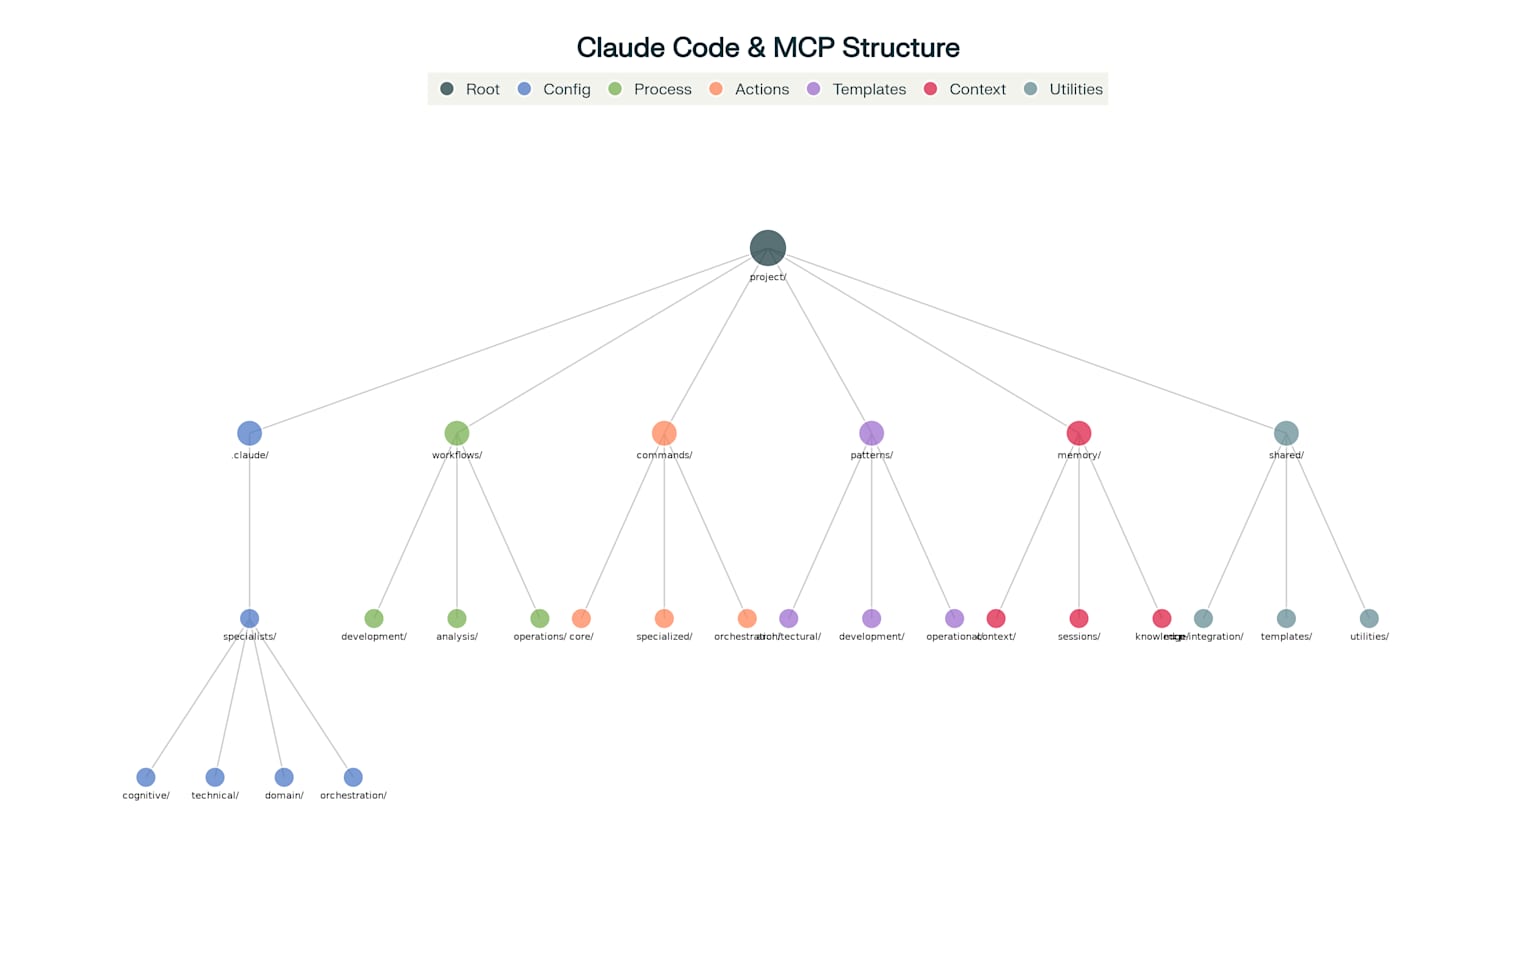 Claude Code & MCP Structure
Root Config Process Actions Templates Context Utilities
project/
.claude/ workflows/ commands/ patterns/ memory/ shared/
specialists/ development/ analysis/ operations/ core/ specialized/ orchestration/ architectural/ development/ operational/ context/ sessions/ knowledge/ integration/ templates/ utilities/
cognitive/ technical/ domain/ orchestration/